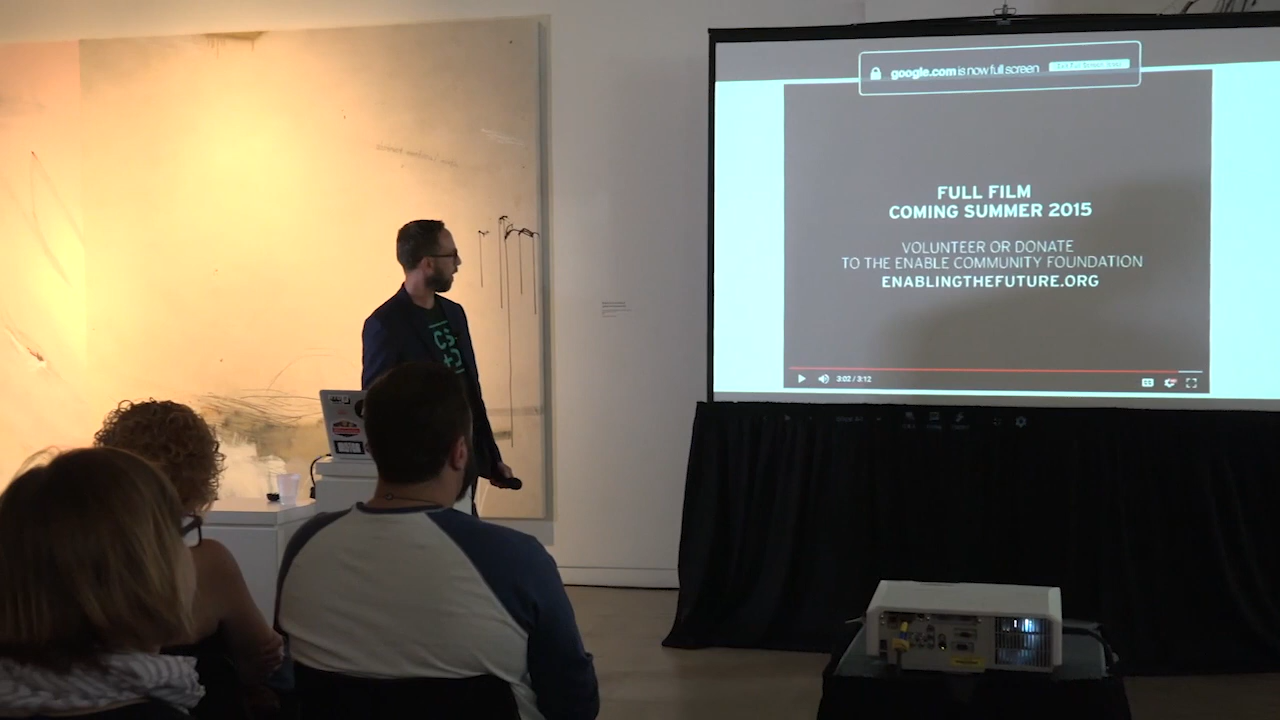 google.com is now full screen
FULL FILM
COMING SUMMER 2015
VOLUNTEER OR DONATE
TO THE ENABLE COMMUNITY FOUNDATION
ENABLINGTHEFUTURE.ORG
3:02 / 3:12
CC